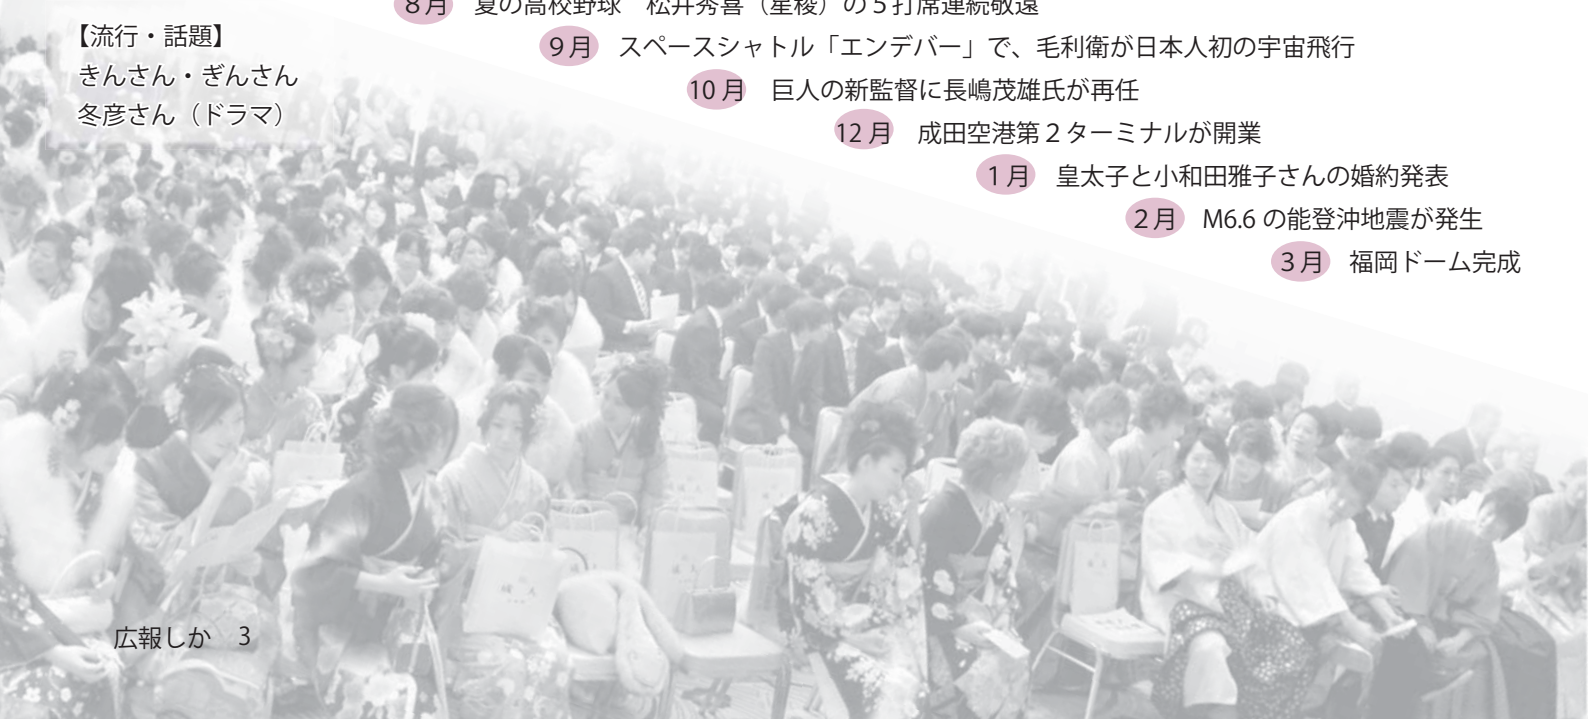 8月 夏の高校野球 松井秀喜（星稜）の5打席連続敬遠
【流行・話題】
きんさん・ぎんさん
冬彦さん（ドラマ）
9月 スペースシャトル「エンデバー」で、毛利衛が日本人初の宇宙飛行
10月 巨人の新監督に長嶋茂雄氏が再任
12月 成田空港第２ターミナルが開業
1月 皇太子と小和田雅子さんの婚約発表
2月 M6.6 の能登沖地震が発生
3月 福岡ドーム完成
広報しか 3